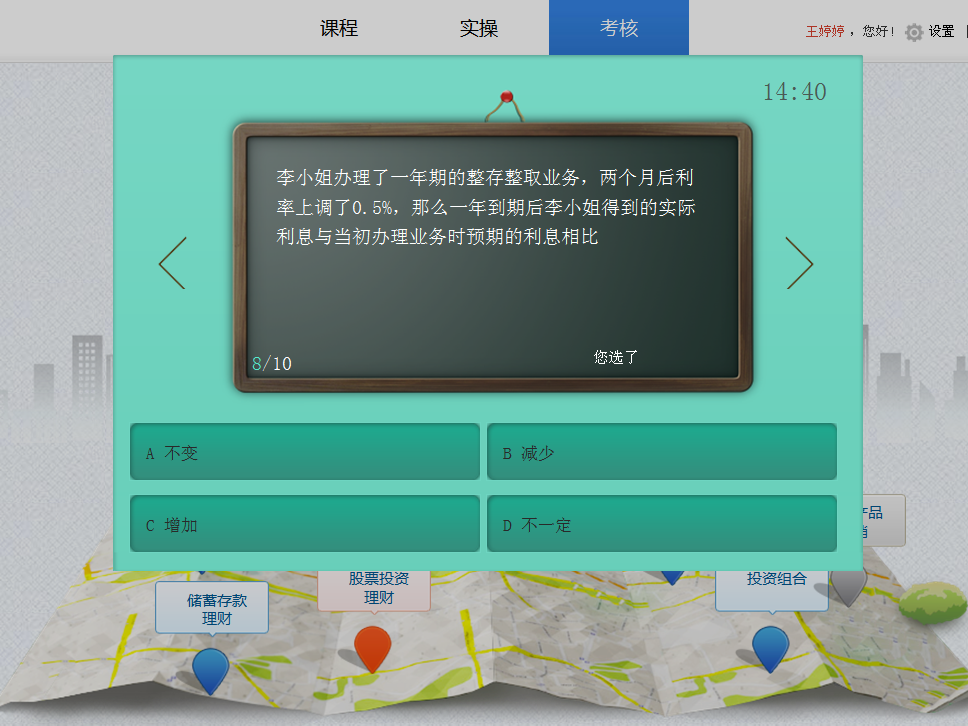 课程 实操 考核
王婷婷 ，您好! 设置
14:40
李小姐办理了一年期的整存整取业务，两个月后利
率上调了0.5%，那么一年到期后李小姐得到的实际
利息与当初办理业务时预期的利息相比
8/10 您选了
A 不变
B 减少
C 增加
D 不一定
产品
股票投资
理财
投资组合
储蓄存款
理财